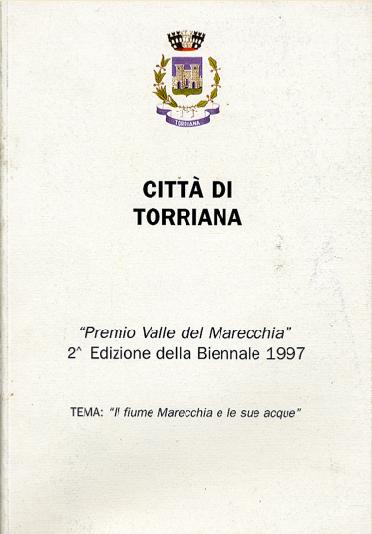 TORRIANA
CITTÀ DI
TORRIANA
"Premio Valle del Marecchia"
2^ Edizione della Biennale 1997
TEMA: "Il fiume Marecchia e le sue acque"